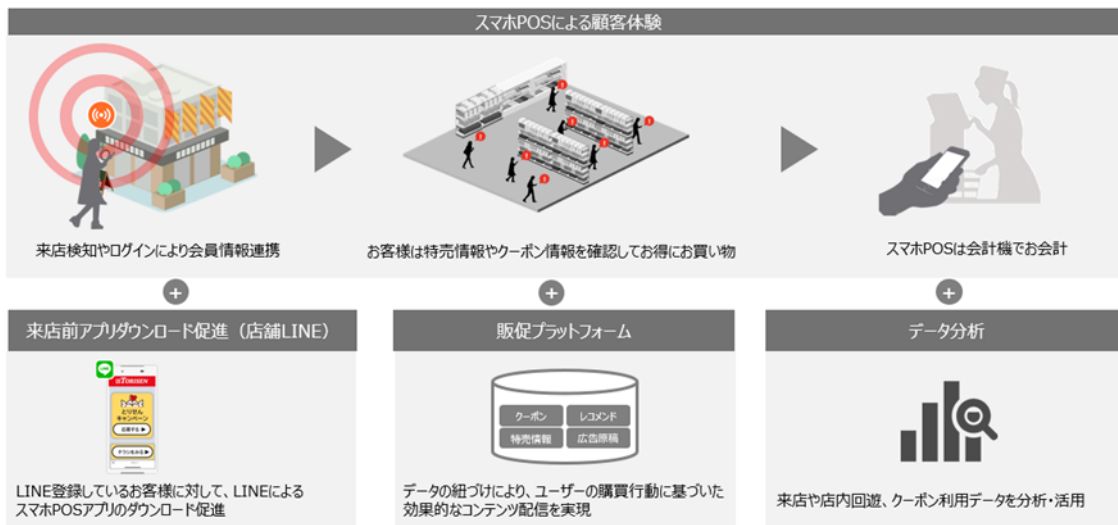 スマホPOSによる顧客体験
来店検知やログインにより会員情報連携
お客様は特売情報やクーポン情報を確認してお得にお買い物
スマホPOSは会計機でお会計
来店前アプリダウンロード促進（店舗LINE）
TORISEN
とりせん
キャンペーン
応募する ▶
チラシをみる ▶
LINE登録しているお客様に対して、LINEによる
スマホPOSアプリのダウンロード促進
販促プラットフォーム
クーポン
レコメンド
特売情報
広告原稿
データの紐づけにより、ユーザーの購買行動に基づいた
効果的なコンテンツ配信を実現
データ分析
来店や店内回遊、クーポン利用データを分析・活用